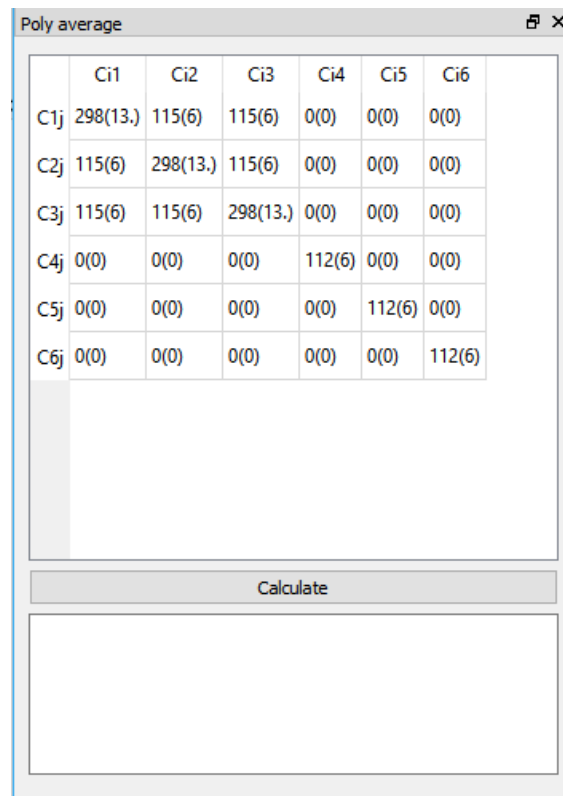 Poly average
Ci1 Ci2 Ci3 Ci4 Ci5 Ci6
C1j 298(13.) 115(6) 115(6) 0(0) 0(0) 0(0)
C2j 115(6) 298(13.) 115(6) 0(0) 0(0) 0(0)
C3j 115(6) 115(6) 298(13.) 0(0) 0(0) 0(0)
C4j 0(0) 0(0) 0(0) 112(6) 0(0) 0(0)
C5j 0(0) 0(0) 0(0) 0(0) 112(6) 0(0)
C6j 0(0) 0(0) 0(0) 0(0) 0(0) 112(6)
Calculate